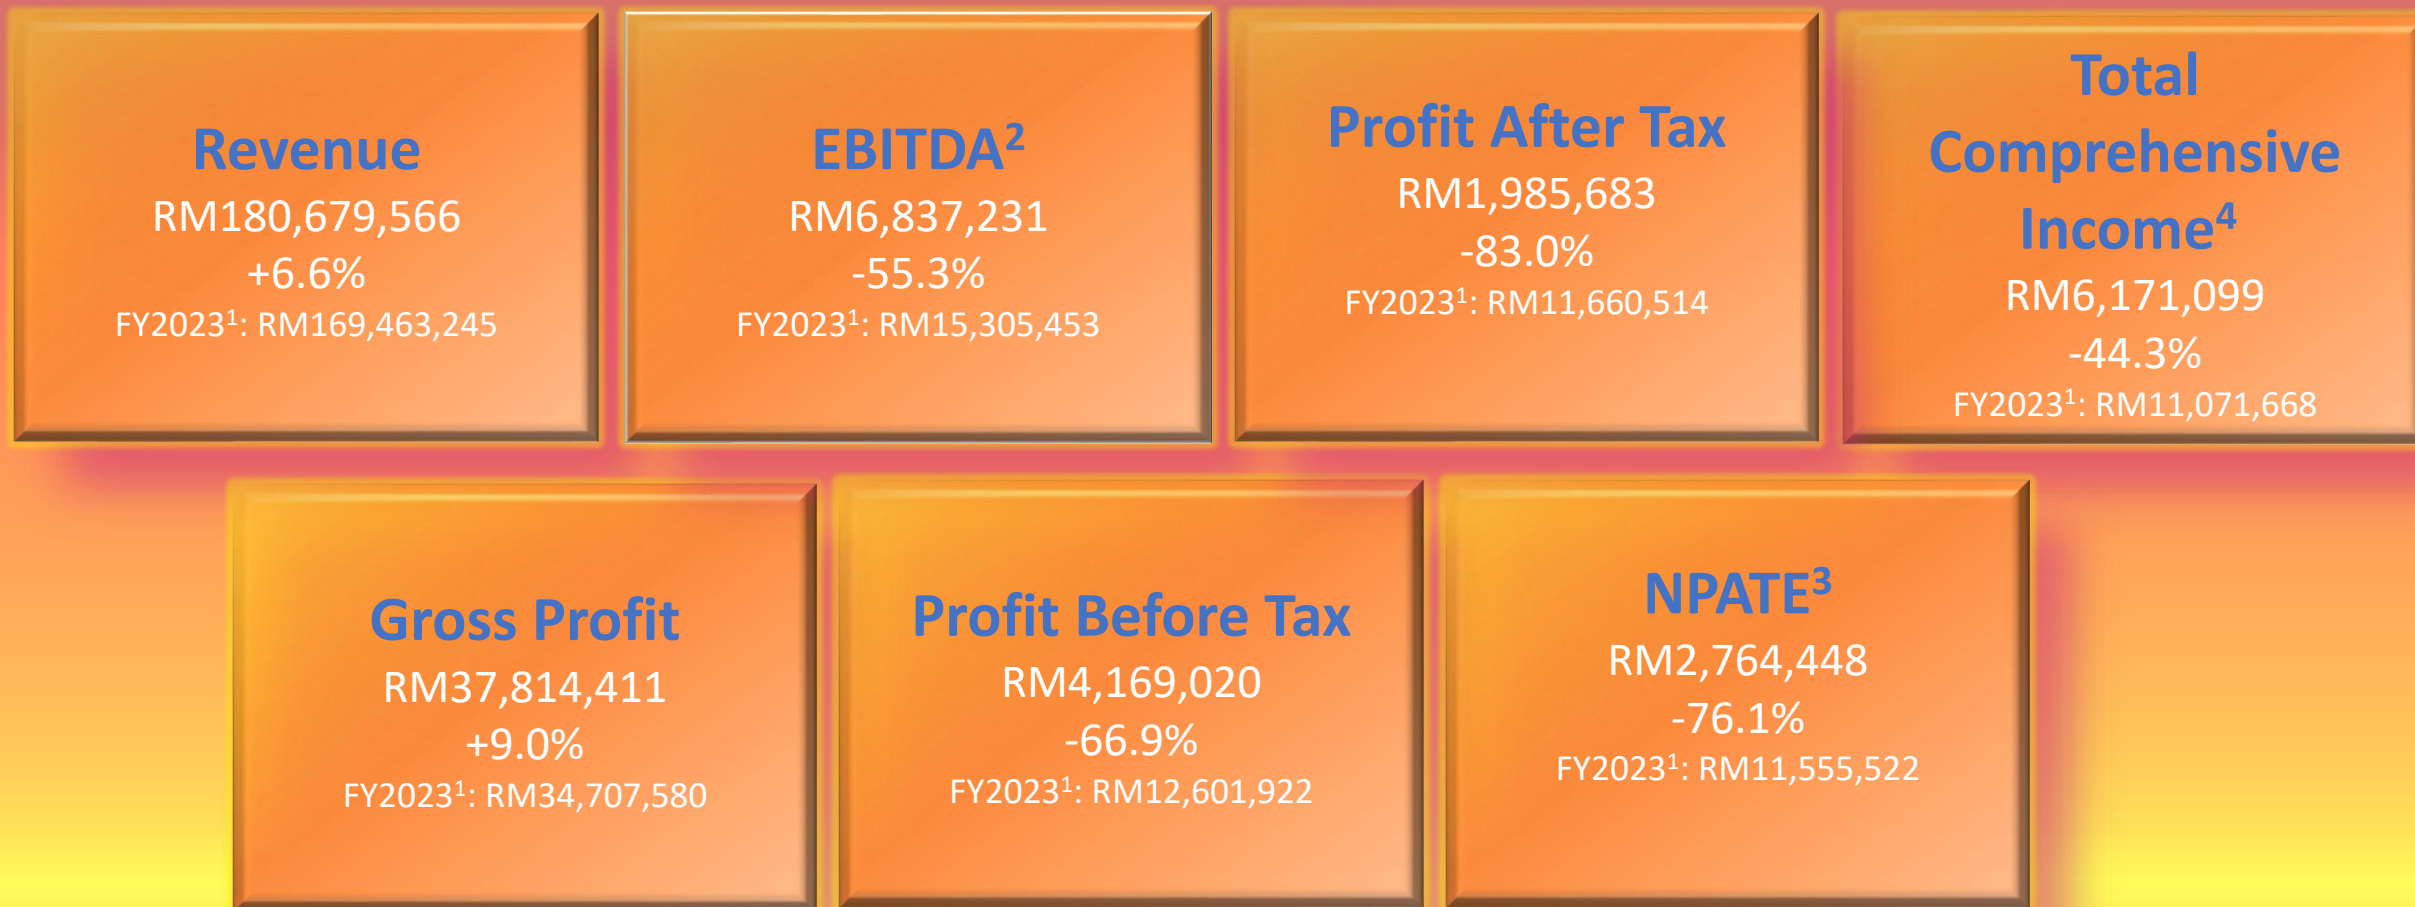 Revenue
RM180,679,566
+6.6%
FY2023¹: RM169,463,245
EBITDA²
RM6,837,231
-55.3%
FY2023¹: RM15,305,453
Profit After Tax
RM1,985,683
-83.0%
FY2023¹: RM11,660,514
Total
Comprehensive
Income⁴
RM6,171,099
-44.3%
FY2023¹: RM11,071,668
Gross Profit
RM37,814,411
+9.0%
FY2023¹: RM34,707,580
Profit Before Tax
RM4,169,020
-66.9%
FY2023¹: RM12,601,922
NPATE³
RM2,764,448
-76.1%
FY2023¹: RM11,555,522